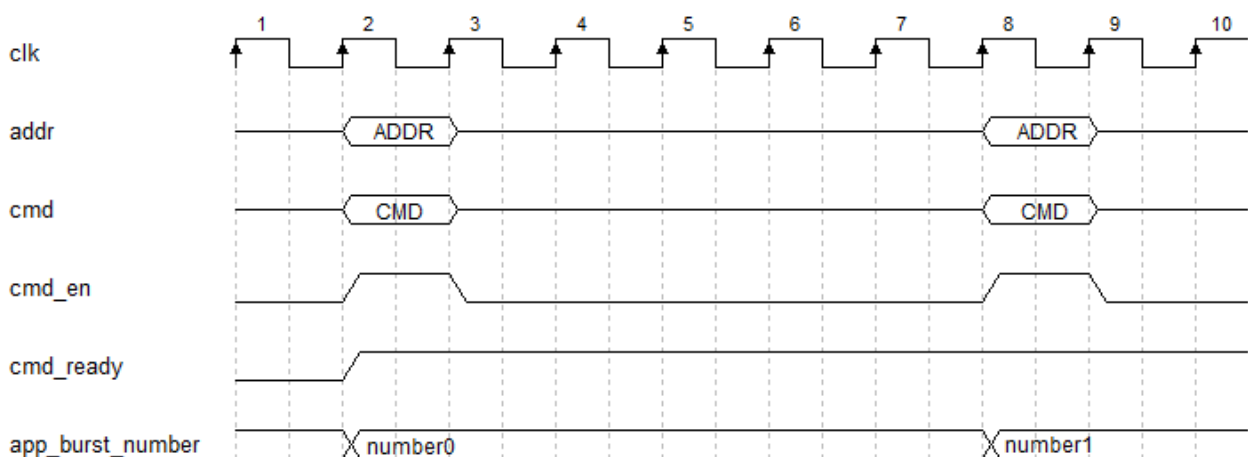 1 2 3 4 5 6 7 8 9 10
clk
addr ADDR ADDR
cmd CMD CMD
cmd_en
cmd_ready
app_burst_number number0 number1